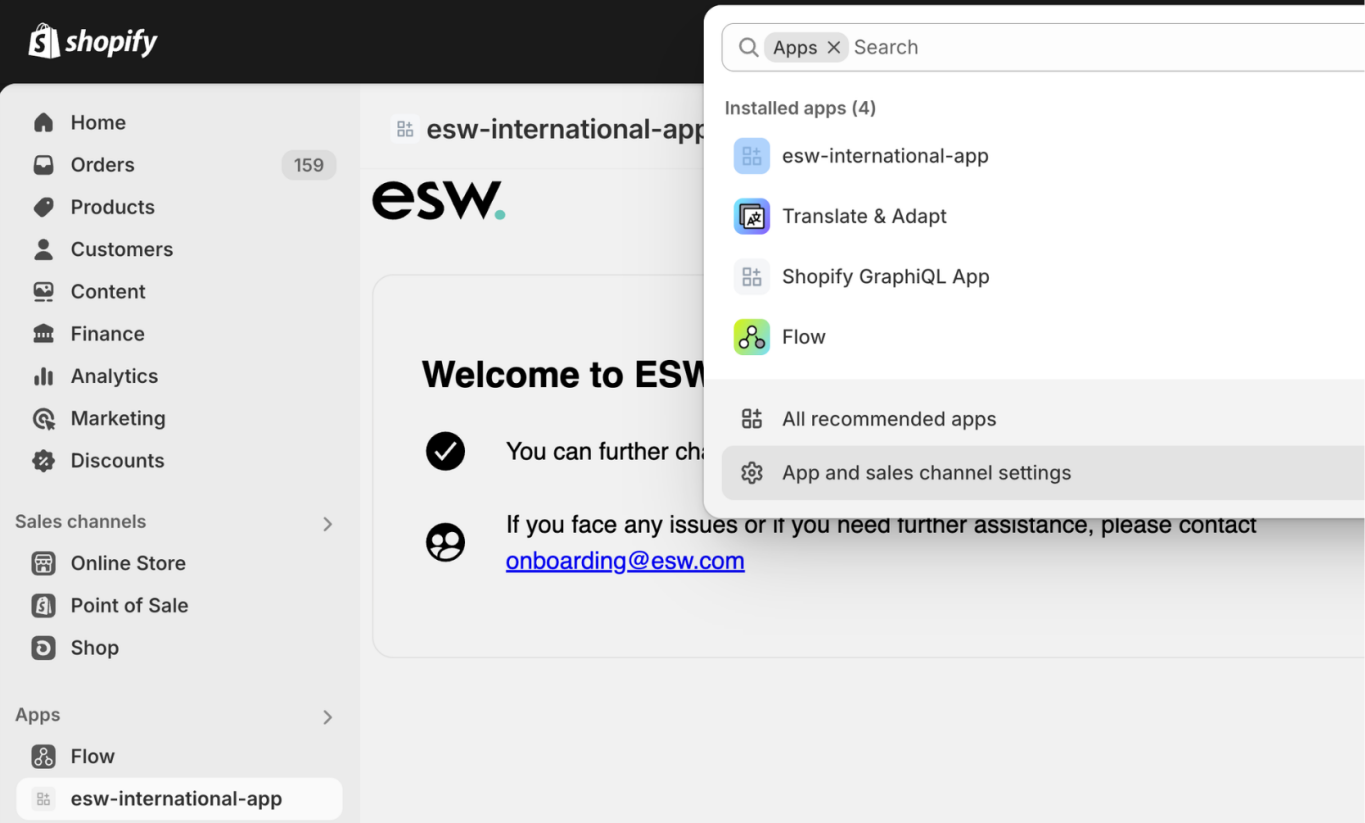 shopify
Home
Orders 159
Products
Customers
Content
Finance
Analytics
Marketing
Discounts
Sales channels
Online Store
Point of Sale
Shop
Apps
Flow
esw-international-app
esw-international-app
esw.
Welcome to ESW
You can further
If you face any issues or if you need further assistance, please contact
onboarding@esw.com
Apps Search
Installed apps (4)
esw-international-app
Translate & Adapt
Shopify GraphiQL App
Flow
All recommended apps
App and sales channel settings